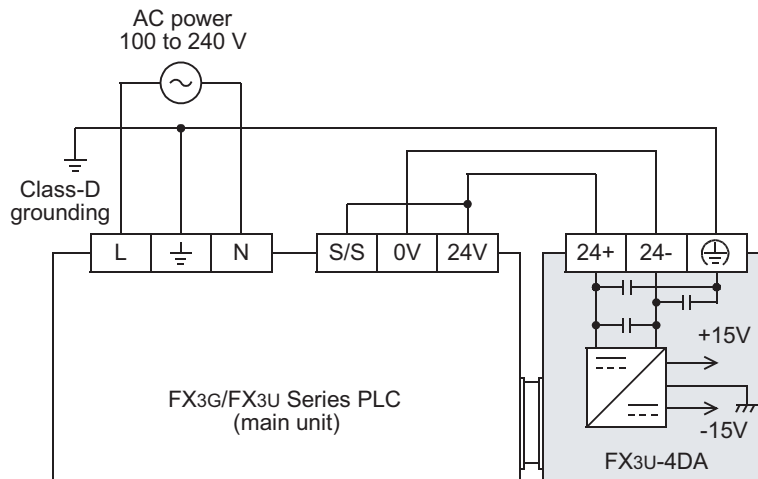 AC power
100 to 240 V
Class-D
grounding
L
N
S/S
0V
24V
24+
24-
+15V
-15V
FX3G/FX3U Series PLC
(main unit)
FX3U-4DA